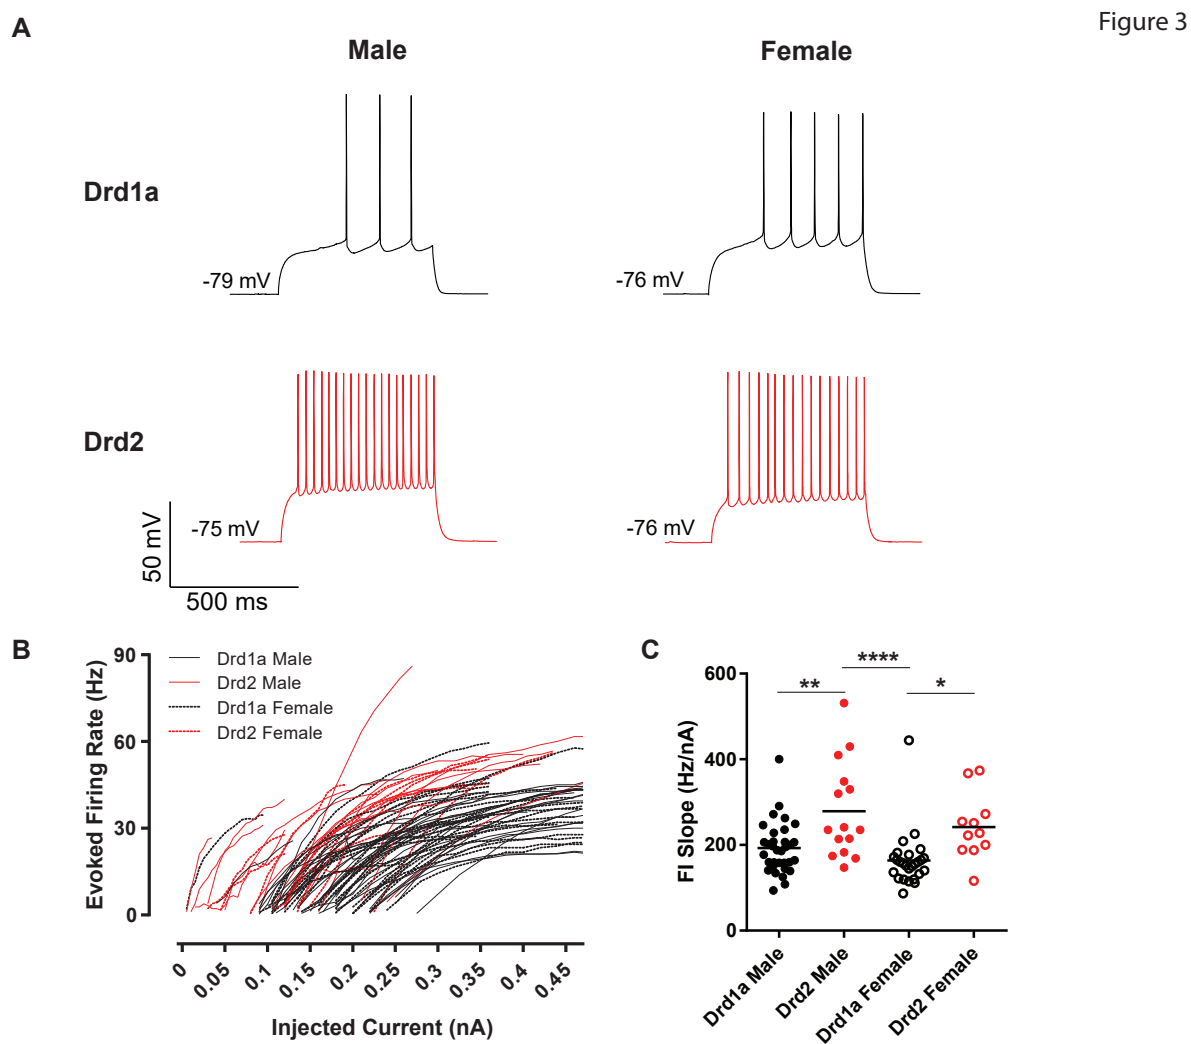 Figure 3
A
Male
Female
Drd1a
-79 mV
-76 mV
Drd2
-75 mV
-76 mV
50 mV
500 ms
B
Evoked Firing Rate (Hz)
90
60
30
0
Drd1a Male
Drd2 Male
Drd1a Female
Drd2 Female
0
0.05
0.1
0.15
0.2
0.25
0.3
0.35
0.4
0.45
Injected Current (nA)
C
FI Slope (Hz/nA)
600
400
200
0
****
**
*
Drd1a Male
Drd2 Male
Drd1a Female
Drd2 Female